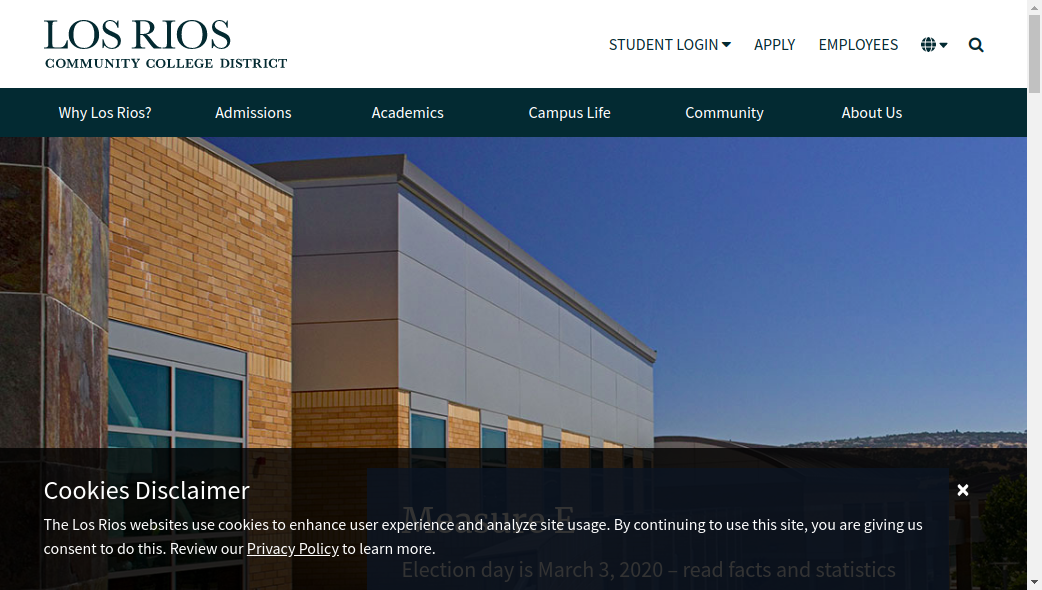 LOS RIOS
COMMUNITY COLLEGE DISTRICT
STUDENT LOGIN
APPLY
EMPLOYEES
Why Los Rios?
Admissions
Academics
Campus Life
Community
About Us
Cookies Disclaimer
The Los Rios websites use cookies to enhance user experience and analyze site usage. By continuing to use this site, you are giving us
consent to do this. Review our Privacy Policy to learn more.
Measure E
Election day is March 3, 2020 – read facts and statistics